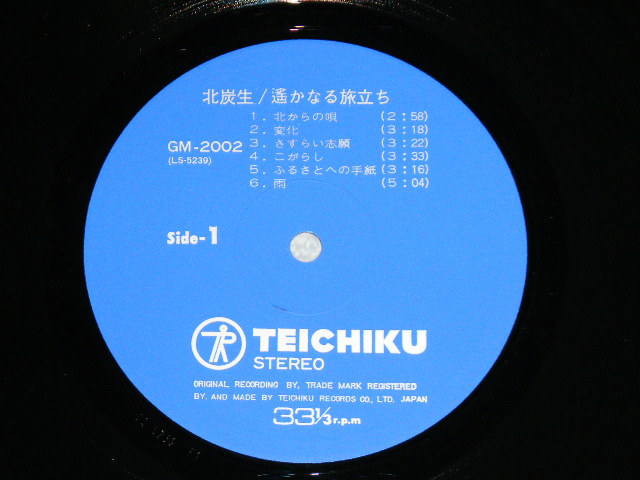 北炭生/遙かなる旅立ち
1. 北からの唄 (2:58)
2. 変化 (3:18)
GM-2002 3. さすらい志願 (3:22)
(LS-5239) 4. こがらし (3:33)
5. ふるさとへの手紙 (3:16)
6. 雨 (5:04)
Side-1
TEICHIKU
STEREO
ORIGINAL RECORDING BY, TRADE MARK REGISTERED
BY. AND MADE BY TEICHIKU RECORDS CO., LTD. JAPAN
33 1/3 r.p.m